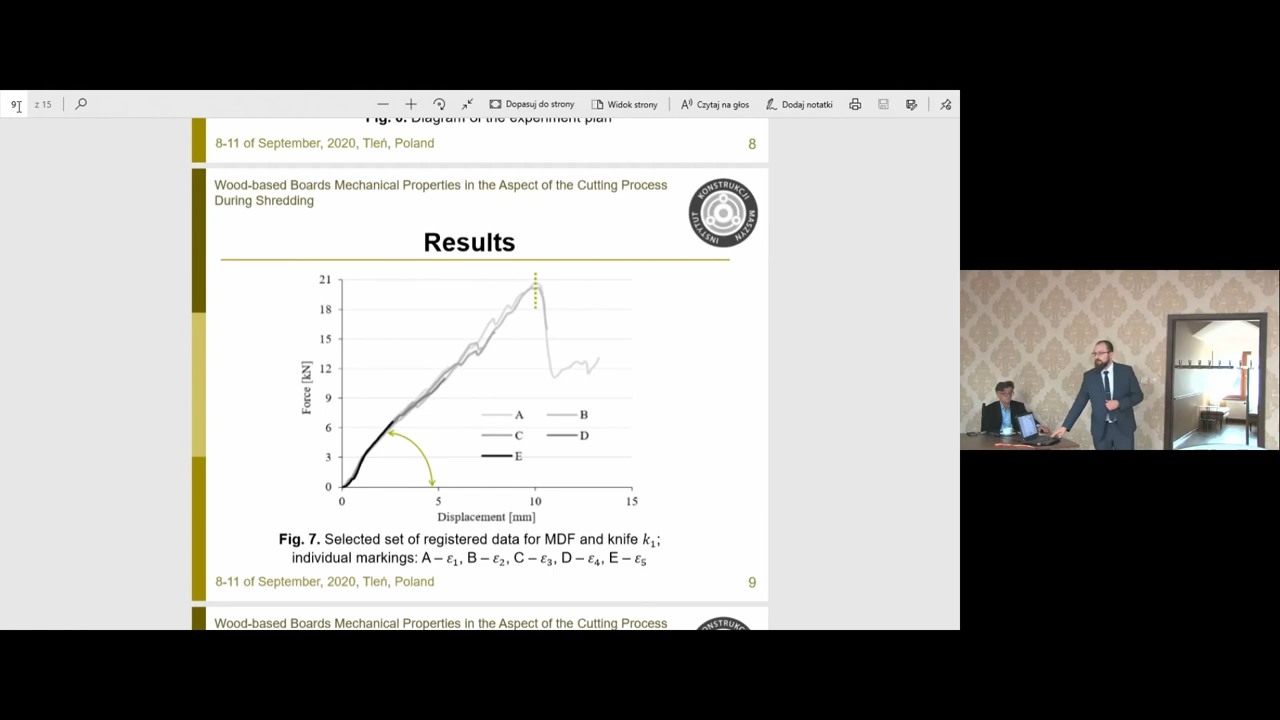 9
z 15
Dopasuj do strony
Widok strony
Czytaj na głos
Dodaj notatki
Fig. 6. Diagram of the experiment plan
8-11 of September, 2020, Tleń, Poland
8
Wood-based Boards Mechanical Properties in the Aspect of the Cutting Process
During Shredding
INSTYTUT KONSTRUKCJI MASZYN
Results
21
18
15
12
9
6
3
0
Force [kN]
A
B
C
D
E
0
5
10
15
Displacement [mm]
Fig. 7. Selected set of registered data for MDF and knife k₁;
individual markings: A – ε₁, B – ε₂, C – ε₃, D – ε₄, E – ε₅
8-11 of September, 2020, Tleń, Poland
9
Wood-based Boards Mechanical Properties in the Aspect of the Cutting Process
KONSTRUKCJI